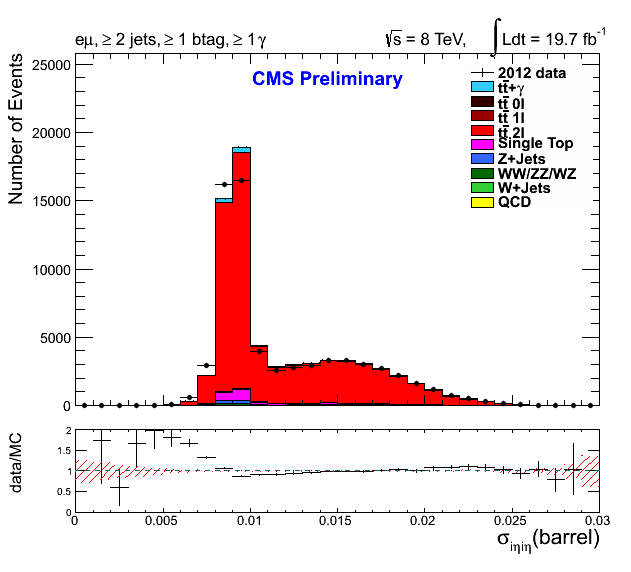 eμ, ≥ 2 jets, ≥ 1 btag, ≥ 1 γ
√s = 8 TeV, ∫ Ldt = 19.7 fb⁻¹
CMS Preliminary
2012 data
tt̄+γ
tt̄ 0l
tt̄ 1l
tt̄ 2l
Single Top
Z+Jets
WW/ZZ/WZ
W+Jets
QCD
Number of Events
25000
20000
15000
10000
5000
0
data/MC
2
1.5
1
0.5
0
0 0.005 0.01 0.015 0.02 0.025 0.03
σiηiη(barrel)